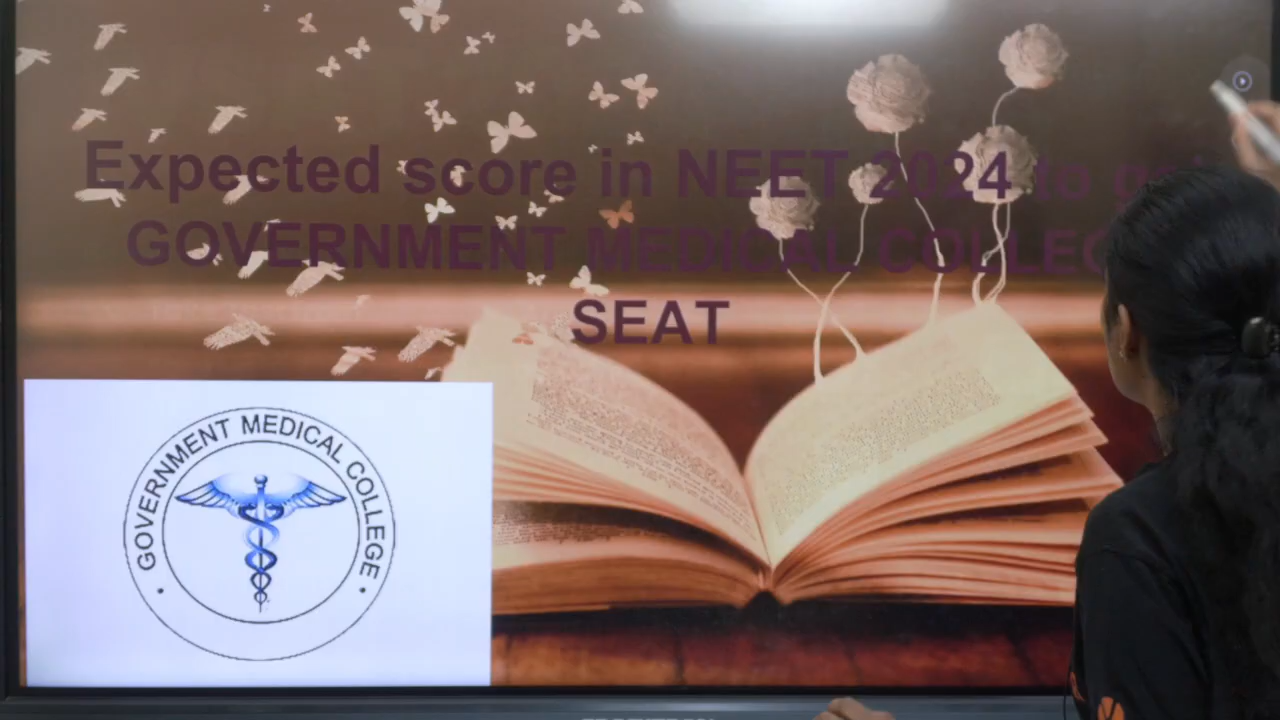 Expected score in NEET 2024 to
GOVERNMENT MEDICAL
SEAT
GOVERNMENT MEDICAL COLLEGE